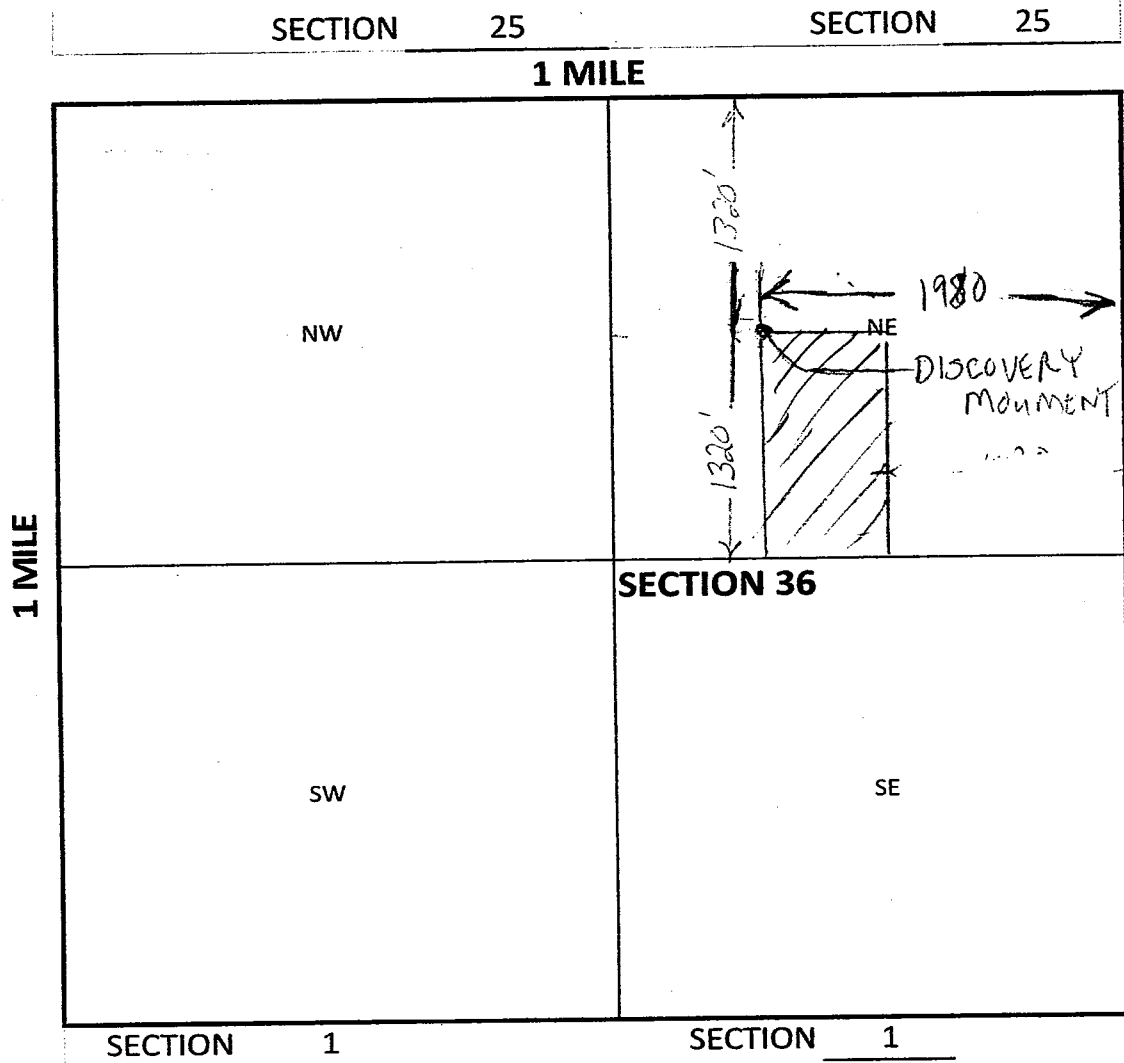 SECTION 25 SECTION 25
1 MILE
1320'
1980
NW
NE
DISCOVERY
MOUMENT
1320'
1 MILE
SECTION 36
SW
SE
SECTION 1 SECTION 1